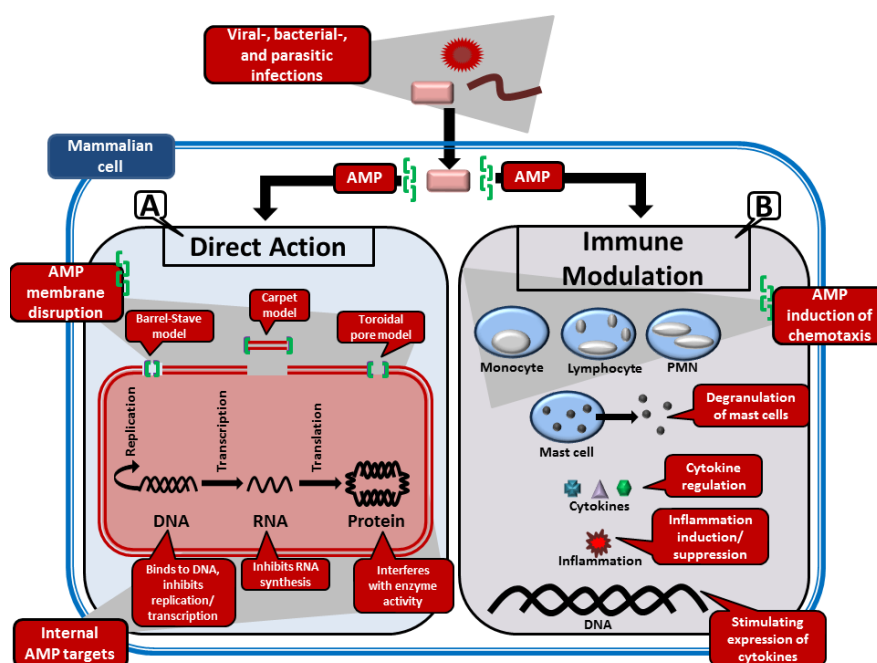 Viral-, bacterial-,
and parasitic
infections
Mammalian
cell
AMP
AMP
A
Direct Action
B
Immune
Modulation
AMP
membrane
disruption
Barrel-Stave
model
Carpet
model
Toroidal
pore model
AMP
induction of
chemotaxis
Monocyte
Lymphocyte
PMN
Replication
Transcription
Translation
DNA
RNA
Protein
Mast cell
Degranulation
of mast cells
Cytokines
Cytokine
regulation
Inflammation
Inflammation
induction/
suppression
Binds to DNA,
inhibits
replication/
transcription
Inhibits RNA
synthesis
Interferes
with enzyme
activity
Internal
AMP targets
DNA
Stimulating
expression of
cytokines